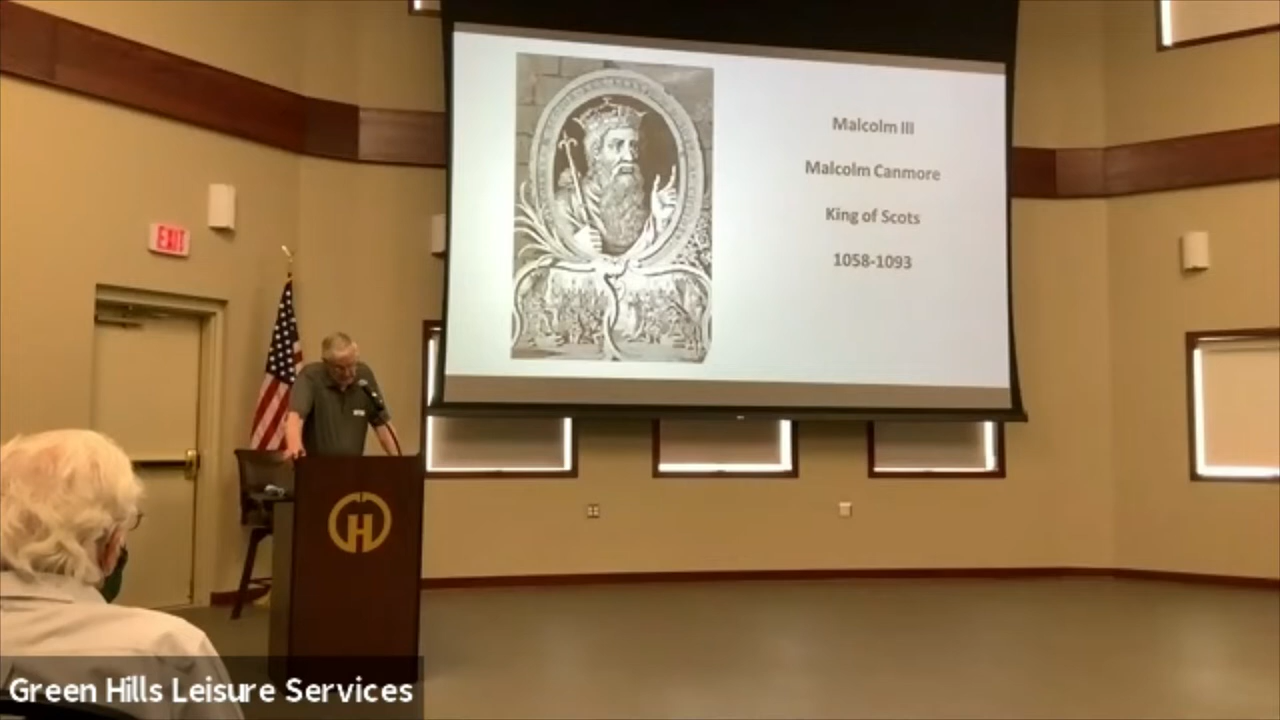 Malcolm III
Malcolm Canmore
King of Scots
1058-1093
EXIT
H
Green Hills Leisure Services